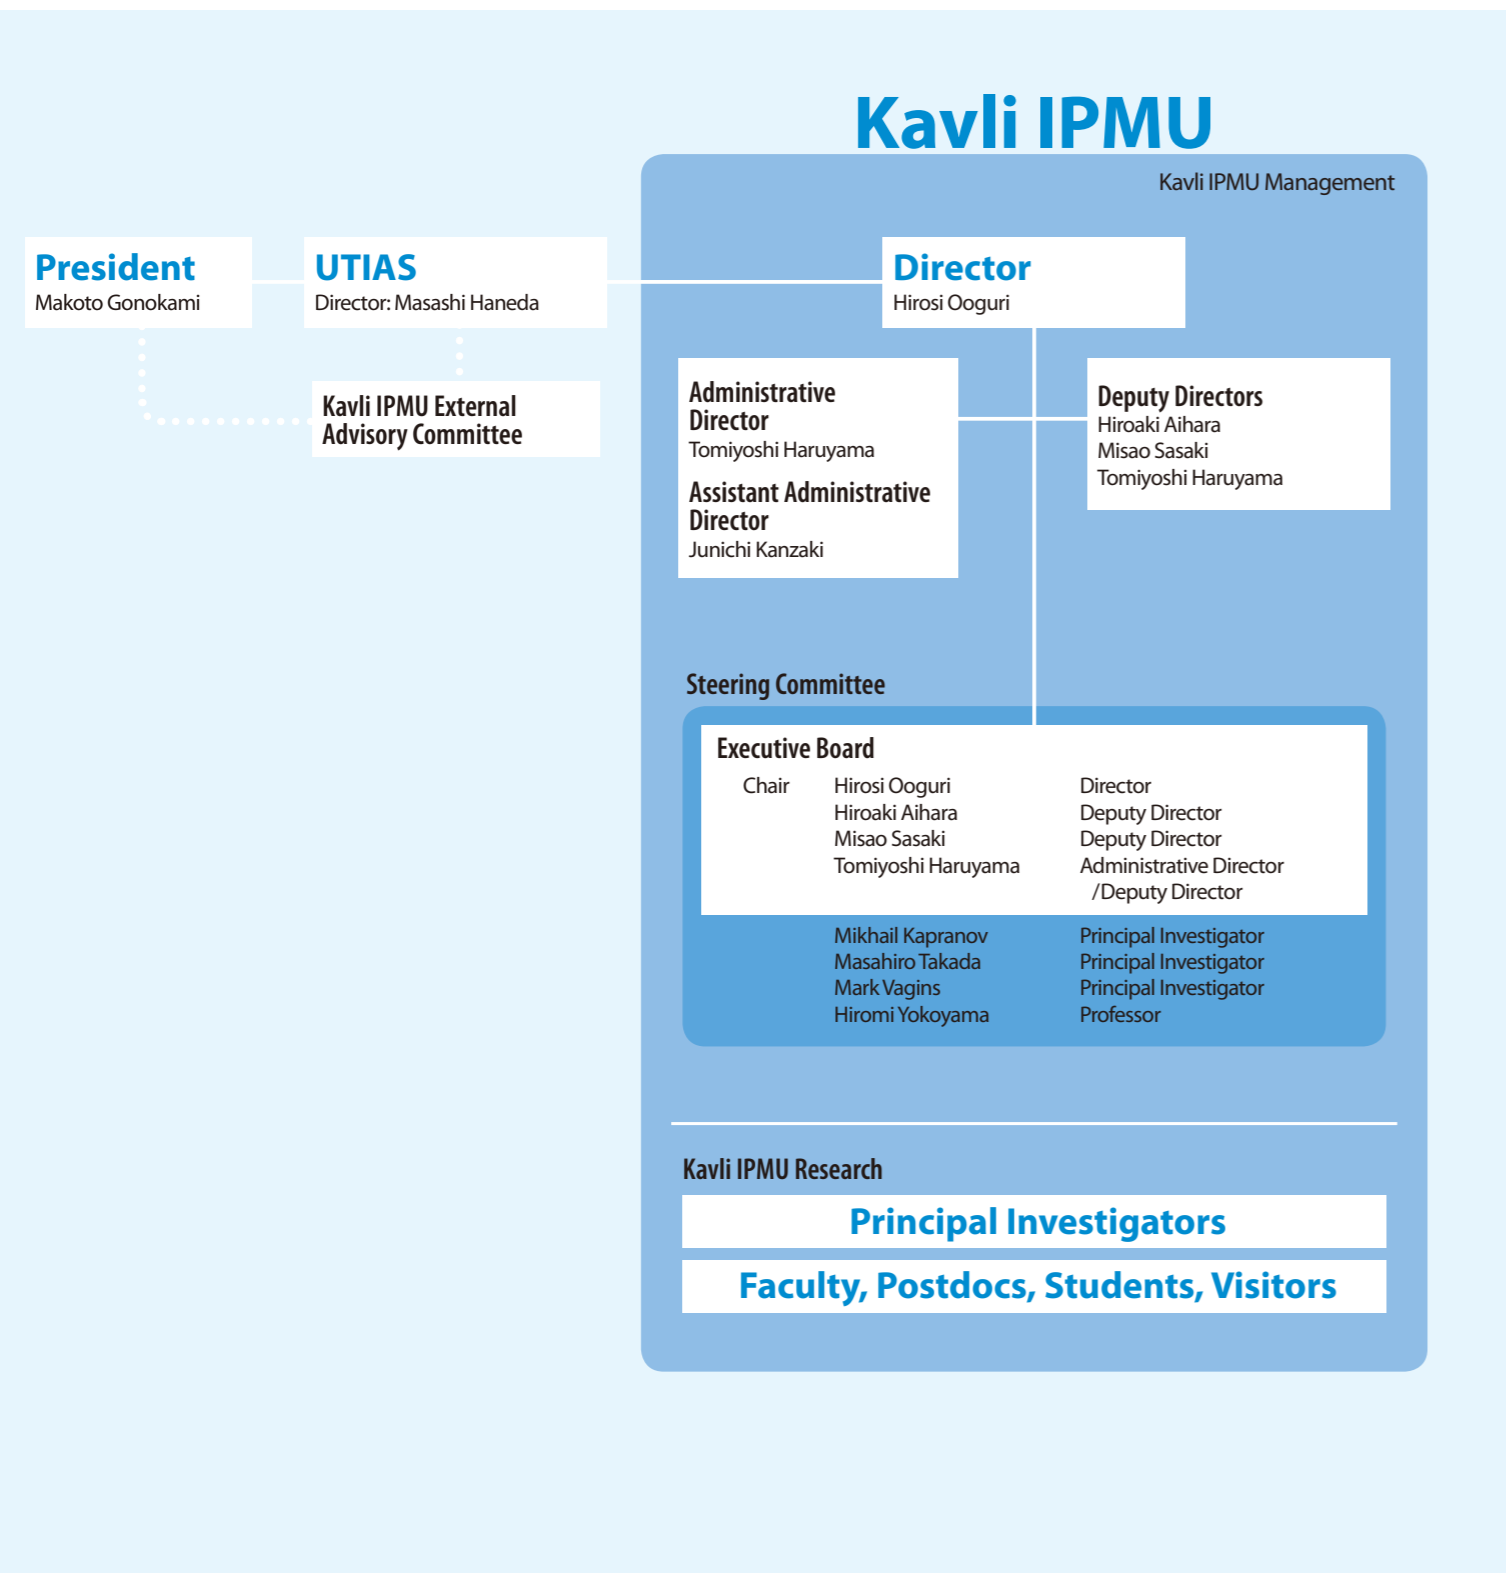 Kavli IPMU
Kavli IPMU Management
President
Makoto Gonokami
UTIAS
Director: Masashi Haneda
Director
Hirosi Ooguri
Kavli IPMU External
Advisory Committee
Administrative
Director
Tomiyoshi Haruyama
Assistant Administrative
Director
Junichi Kanzaki
Deputy Directors
Hiroaki Aihara
Misao Sasaki
Tomiyoshi Haruyama
Steering Committee
Executive Board
Chair Hirosi Ooguri Director
Hiroaki Aihara Deputy Director
Misao Sasaki Deputy Director
Tomiyoshi Haruyama Administrative Director
/Deputy Director
Mikhail Kapranov Principal Investigator
Masahiro Takada Principal Investigator
Mark Vagins Principal Investigator
Hiromi Yokoyama Professor
Kavli IPMU Research
Principal Investigators
Faculty, Postdocs, Students, Visitors